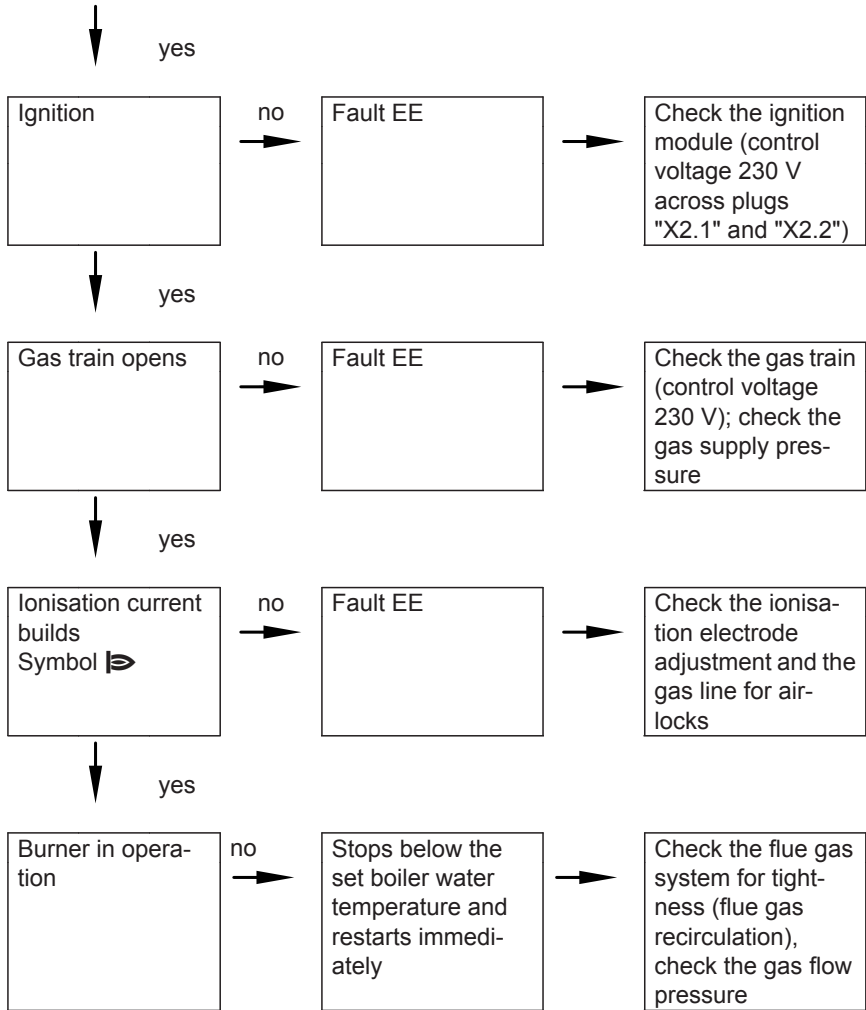 yes
Ignition
no
Fault EE
Check the ignition
module (control
voltage 230 V
across plugs
"X2.1" and "X2.2")
yes
Gas train opens
no
Fault EE
Check the gas train
(control voltage
230 V); check the
gas supply pres-
sure
yes
Ionisation current
builds
Symbol
no
Fault EE
Check the ionisa-
tion electrode
adjustment and the
gas line for air-
locks
yes
Burner in opera-
tion
no
Stops below the
set boiler water
temperature and
restarts immedi-
ately
Check the flue gas
system for tight-
ness (flue gas
recirculation),
check the gas flow
pressure